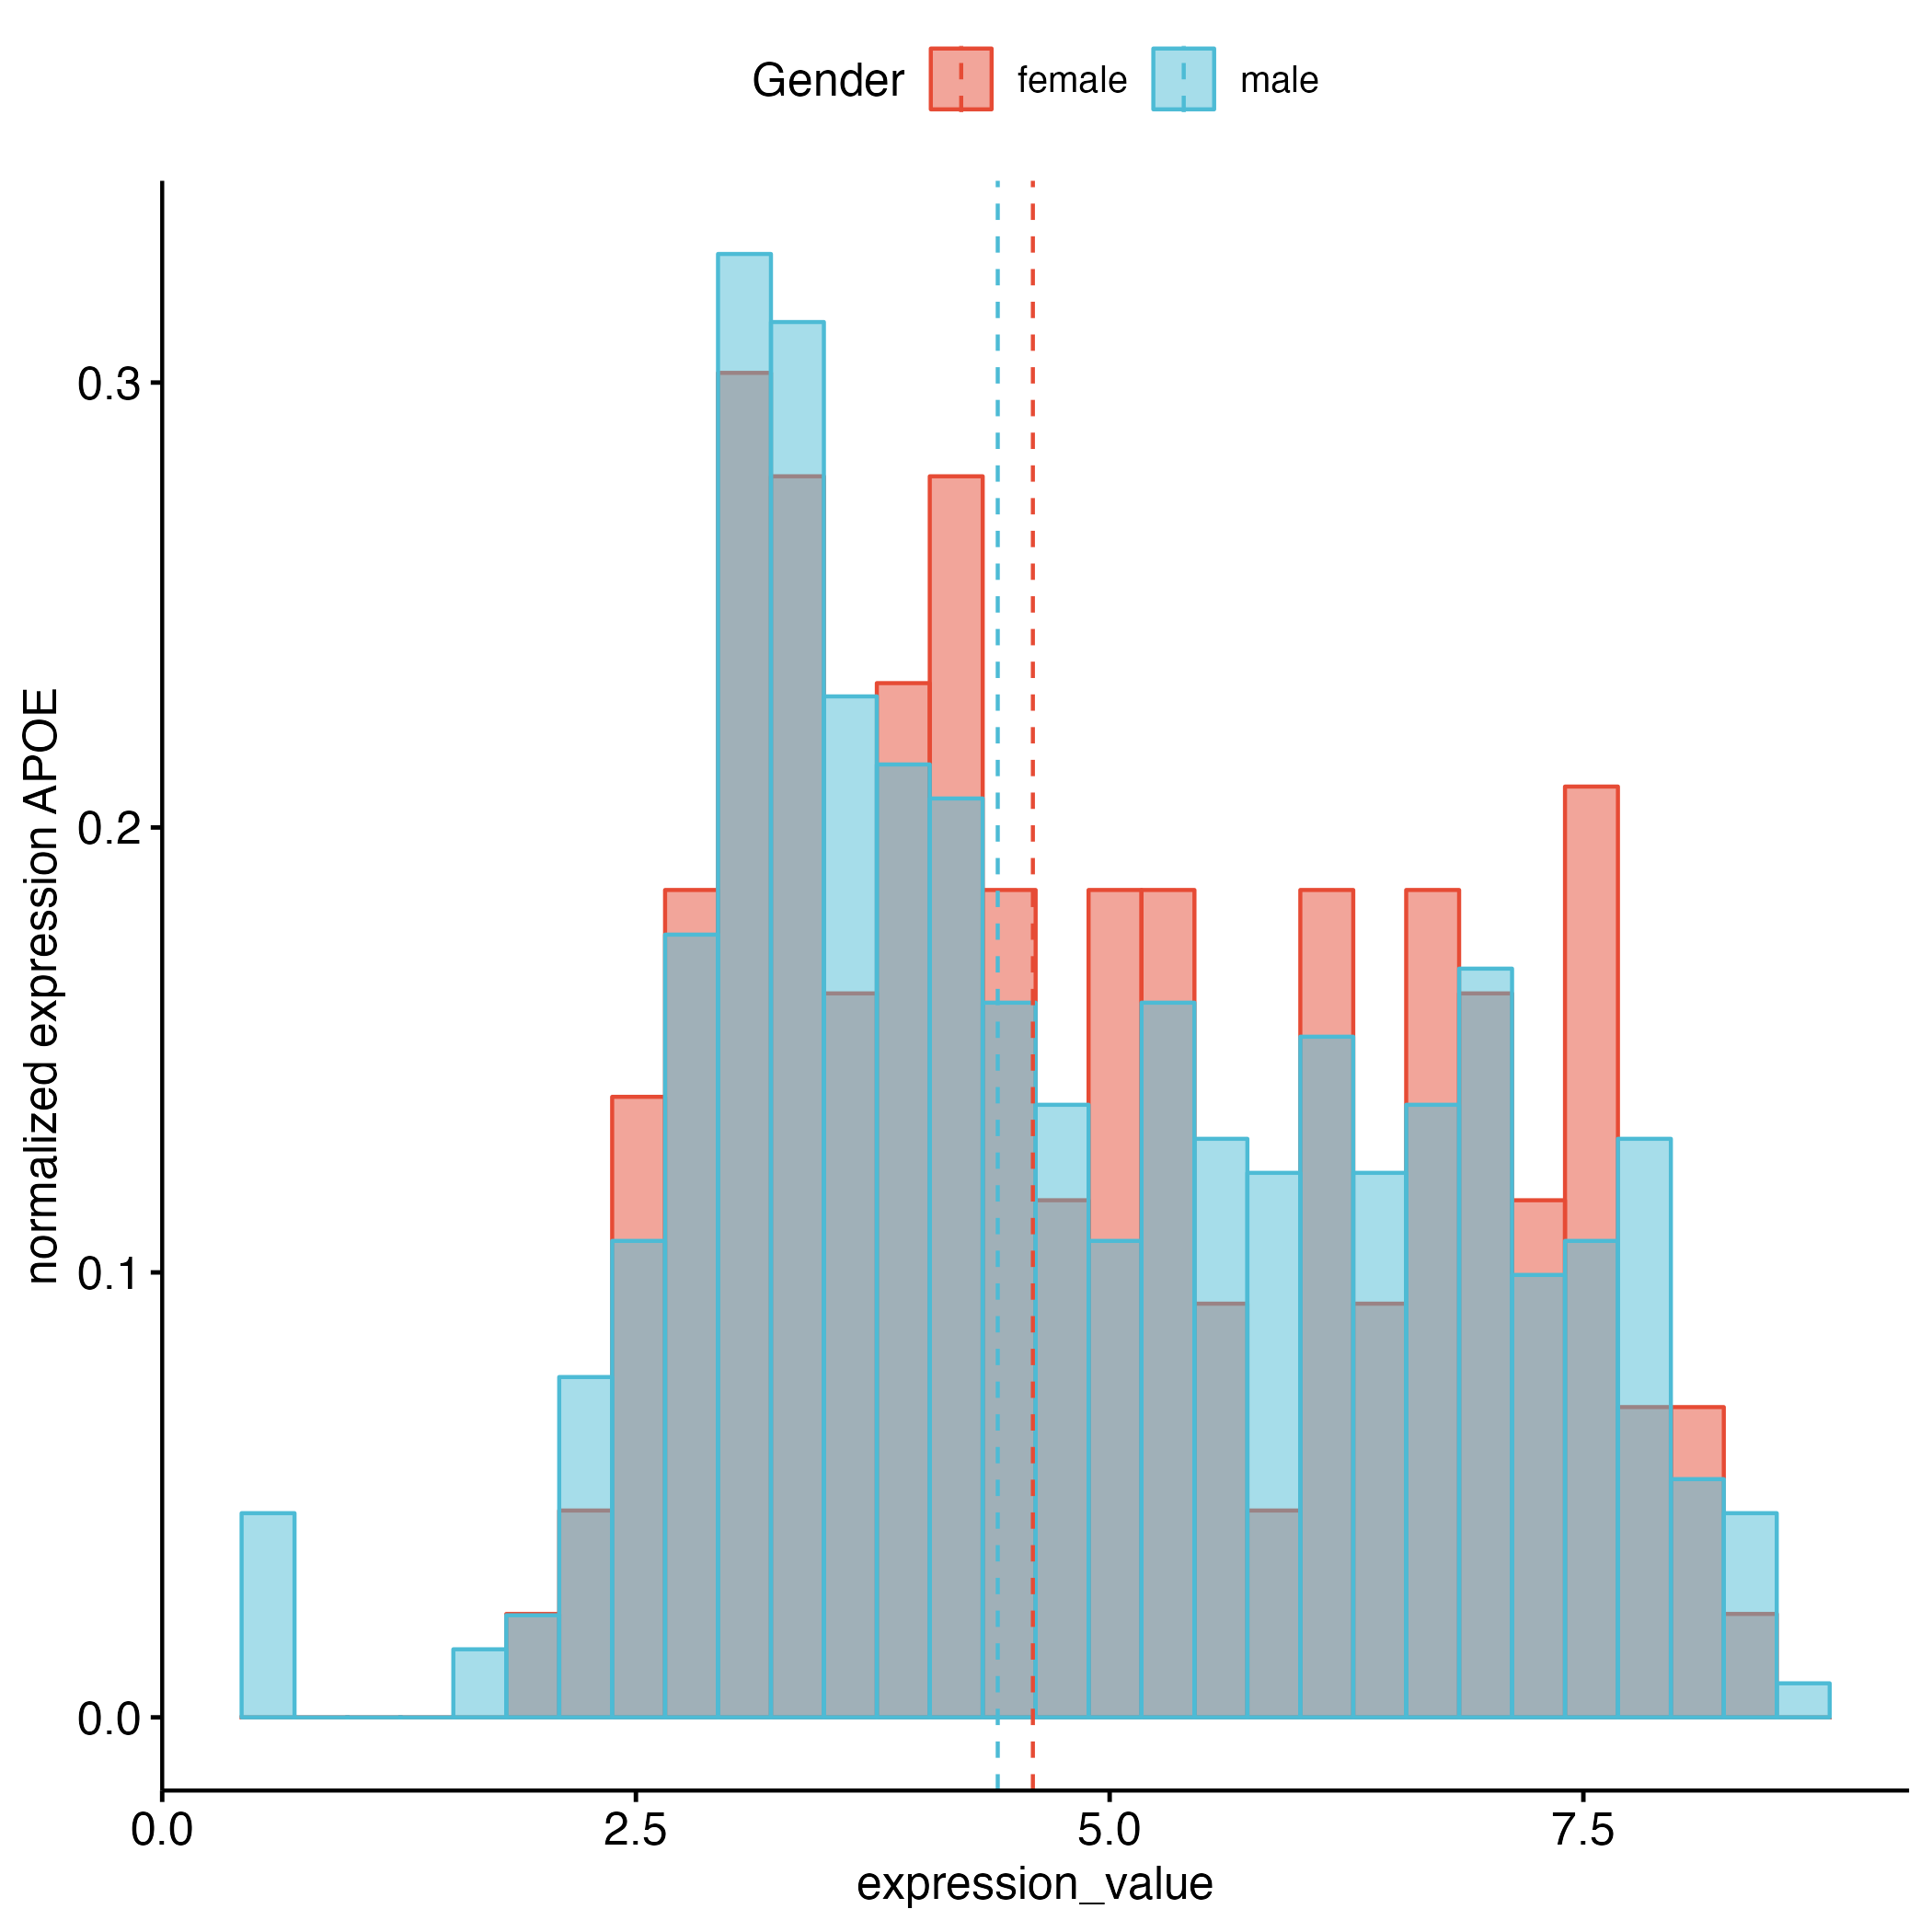 Gender female male
normalized expression APOE
0.3
0.2
0.1
0.0
0.0 2.5 5.0 7.5
expression_value